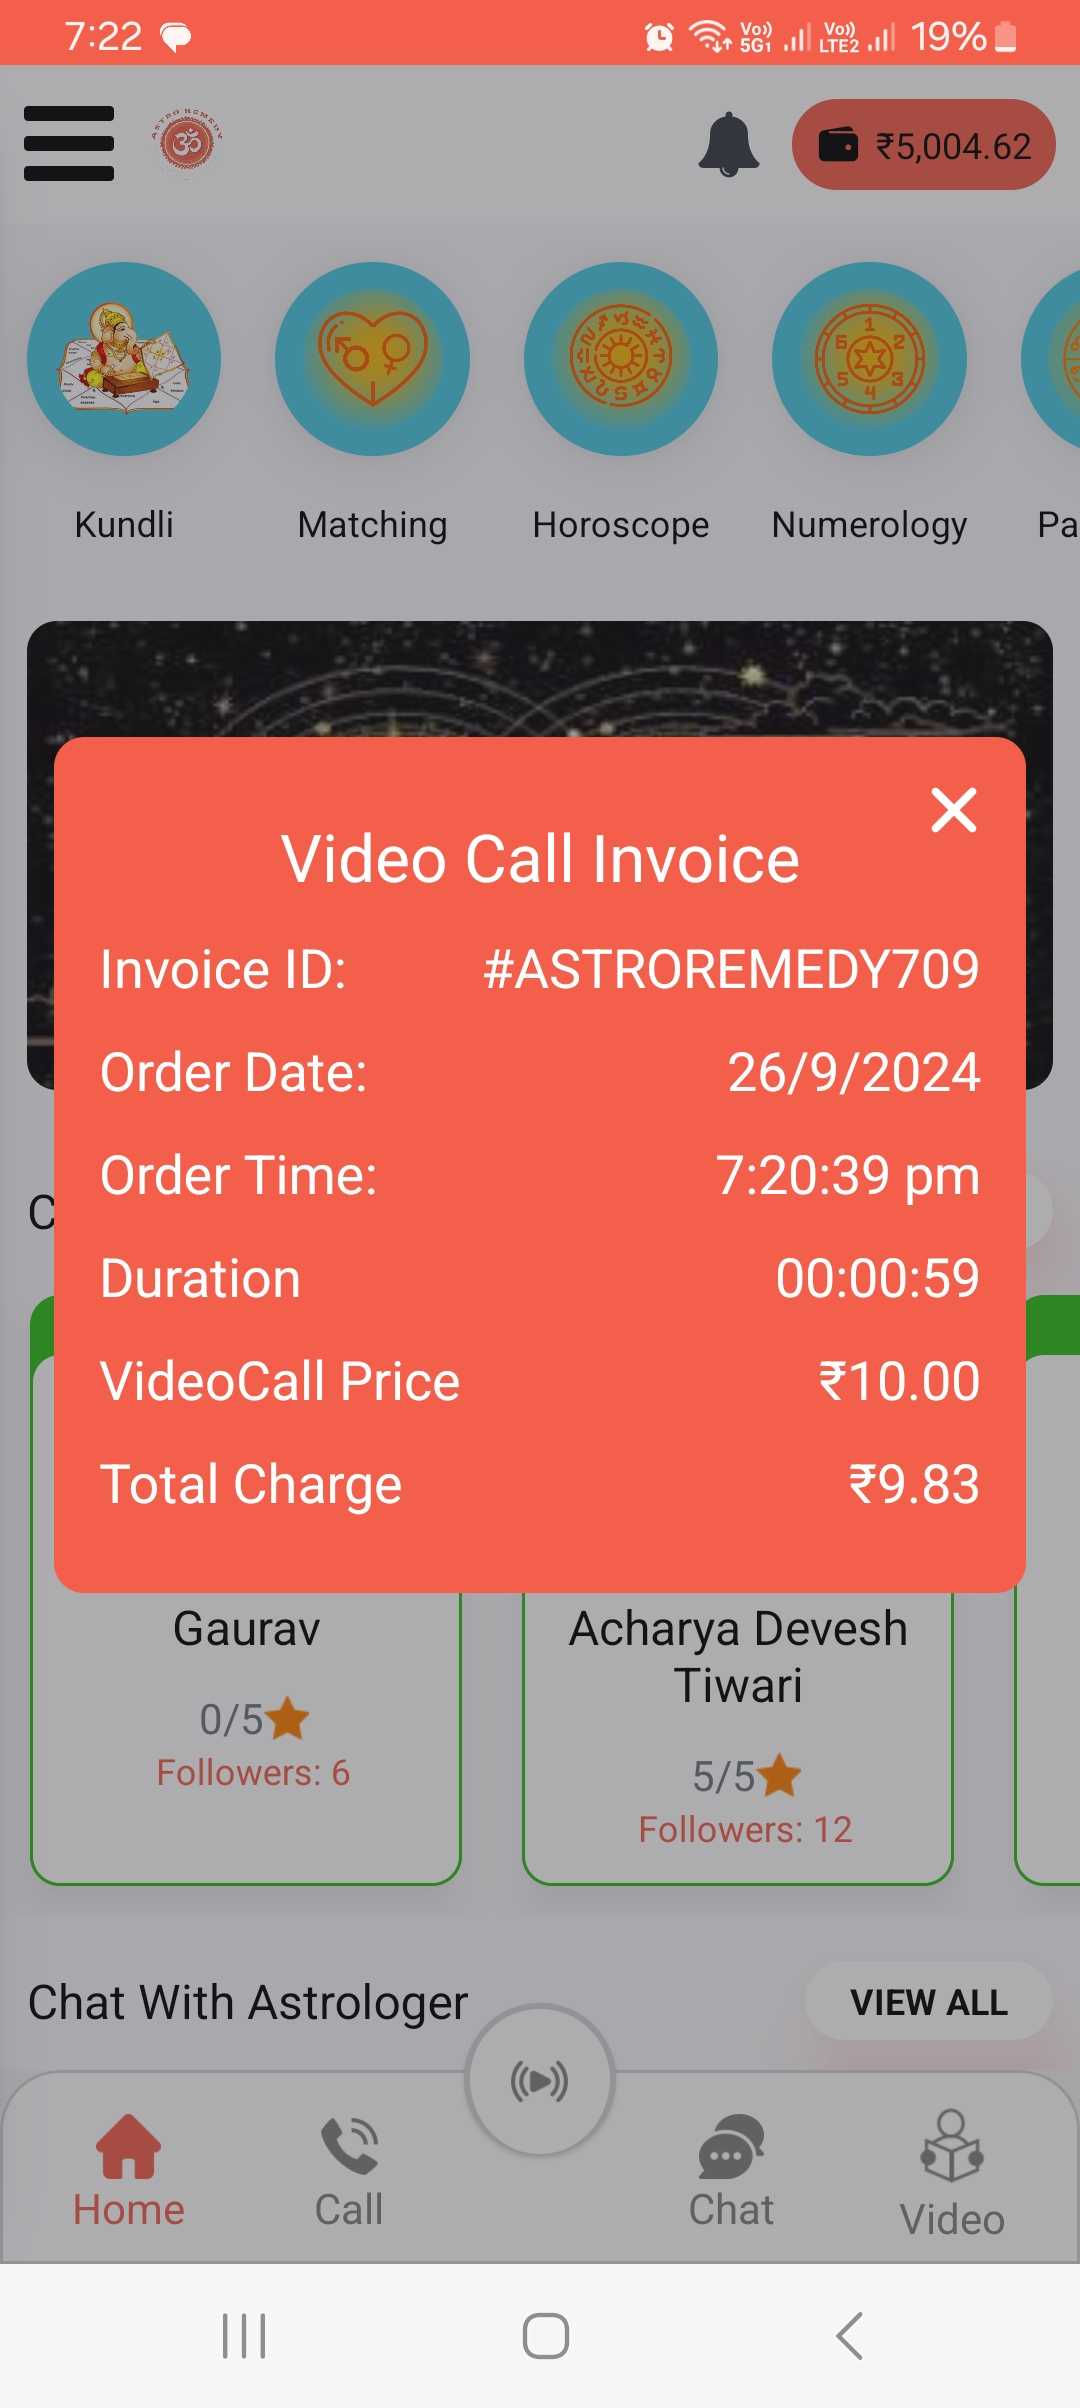 7:22
Vo))
5G1
Vo))
LTE2
19%
ASTRO REMEDY
ॐ
₹5,004.62
Kundli
Matching
Horoscope
Numerology
Pa
Video Call Invoice
Invoice ID: #ASTROREMEDY709
Order Date: 26/9/2024
Order Time: 7:20:39 pm
C
Duration 00:00:59
VideoCall Price ₹10.00
Total Charge ₹9.83
Gaurav
0/5
Followers: 6
Acharya Devesh
Tiwari
5/5
Followers: 12
Chat With Astrologer
VIEW ALL
Home
Call
Chat
Video